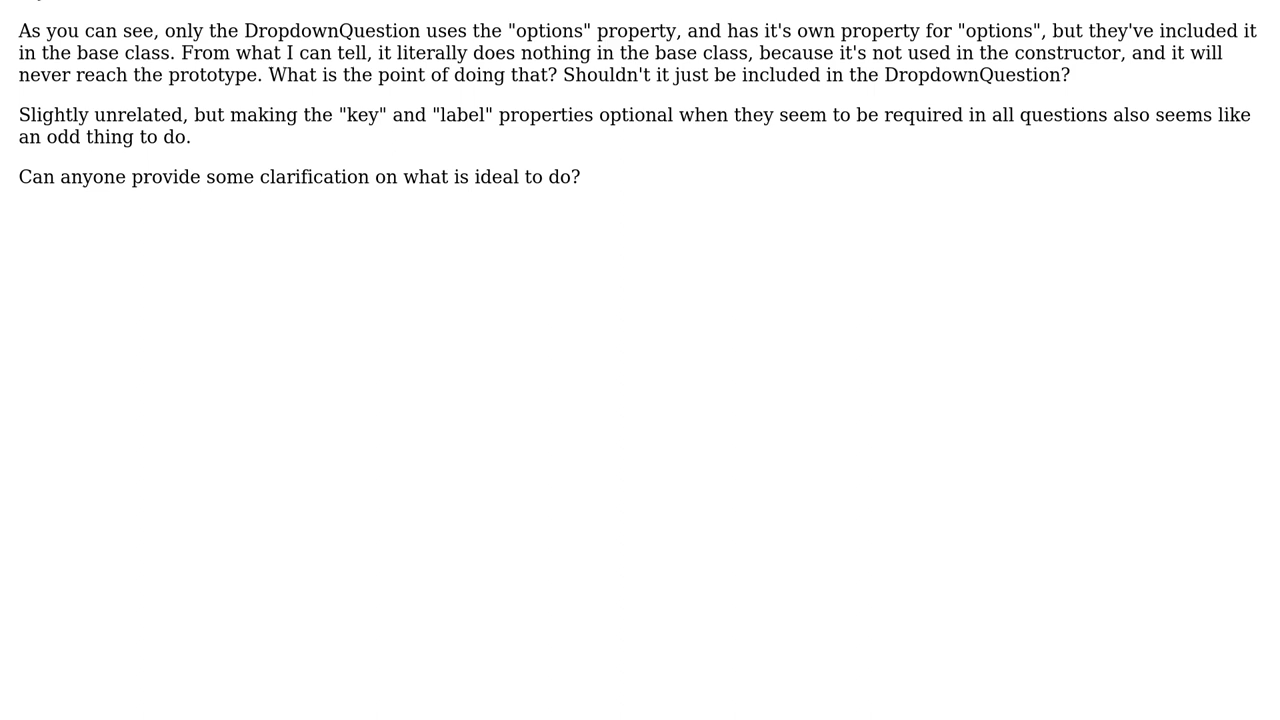 As you can see, only the DropdownQuestion uses the "options" property, and has it's own property for "options", but they've included it
in the base class. From what I can tell, it literally does nothing in the base class, because it's not used in the constructor, and it will
never reach the prototype. What is the point of doing that? Shouldn't it just be included in the DropdownQuestion?
Slightly unrelated, but making the "key" and "label" properties optional when they seem to be required in all questions also seems like
an odd thing to do.
Can anyone provide some clarification on what is ideal to do?